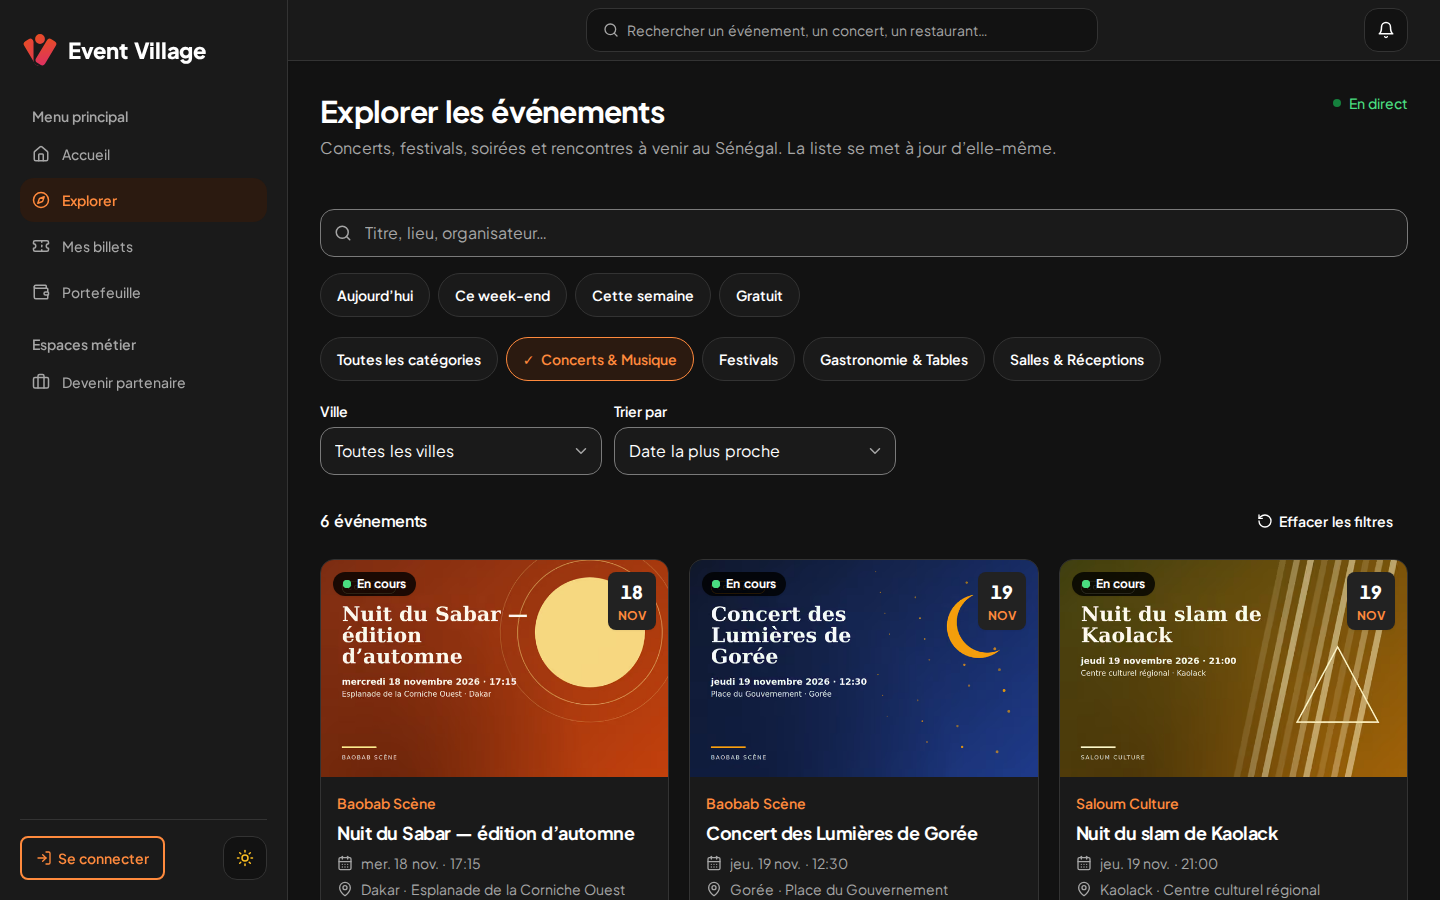 Event Village
Menu principal
Accueil
Explorer
Mes billets
Portefeuille
Espaces métier
Devenir partenaire
Se connecter
Rechercher un événement, un concert, un restaurant…
Explorer les événements
En direct
Concerts, festivals, soirées et rencontres à venir au Sénégal. La liste se met à jour d’elle-même.
Titre, lieu, organisateur…
Aujourd’hui
Ce week-end
Cette semaine
Gratuit
Toutes les catégories
✓ Concerts & Musique
Festivals
Gastronomie & Tables
Salles & Réceptions
Ville
Trier par
Toutes les villes
Date la plus proche
6 événements
Effacer les filtres
En cours
18
NOV
Nuit du Sabar —
édition
d’automne
mercredi 18 novembre 2026 · 17:15
Esplanade de la Corniche Ouest · Dakar
BAOBAB SCÈNE
Baobab Scène
Nuit du Sabar — édition d’automne
mer. 18 nov. · 17:15
Dakar · Esplanade de la Corniche Ouest
En cours
19
NOV
Concert des
Lumières de
Gorée
jeudi 19 novembre 2026 · 12:30
Place du Gouvernement · Gorée
BAOBAB SCÈNE
Baobab Scène
Concert des Lumières de Gorée
jeu. 19 nov. · 12:30
Gorée · Place du Gouvernement
En cours
19
NOV
Nuit du slam de
Kaolack
jeudi 19 novembre 2026 · 21:00
Centre culturel régional · Kaolack
SALOUM CULTURE
Saloum Culture
Nuit du slam de Kaolack
jeu. 19 nov. · 21:00
Kaolack · Centre culturel régional